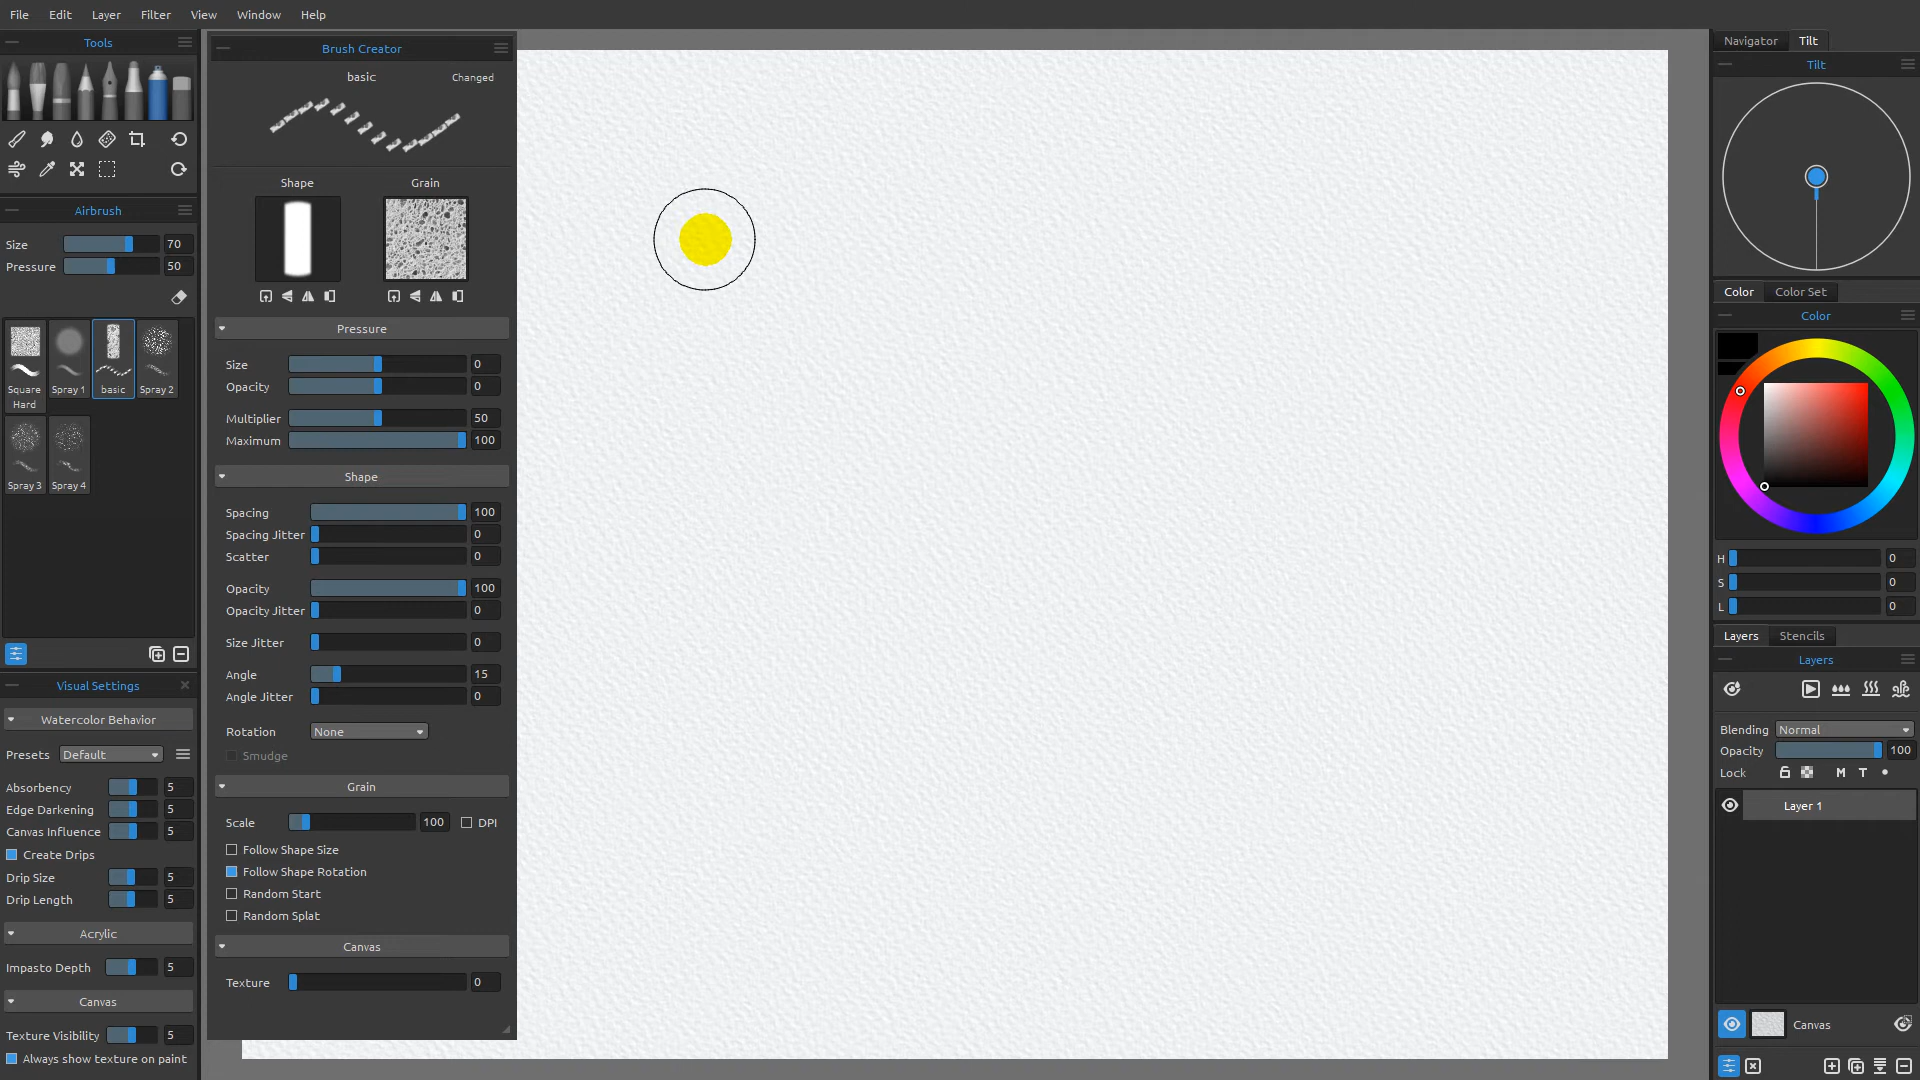 File Edit Layer Filter View Window Help
Tools
Airbrush
Size 70
Pressure 50
Square Hard
Spray 1
basic
Spray 2
Spray 3
Spray 4
Visual Settings
Watercolor Behavior
Presets Default
Absorbency 5
Edge Darkening 5
Canvas Influence 5
Create Drips
Drip Size 5
Drip Length 5
Acrylic
Impasto Depth 5
Canvas
Texture Visibility 5
Always show texture on paint
Brush Creator
basic Changed
Shape Grain
Pressure
Size 0
Opacity 0
Multiplier 50
Maximum 100
Shape
Spacing 100
Spacing Jitter 0
Scatter 0
Opacity 100
Opacity Jitter 0
Size Jitter 0
Angle 15
Angle Jitter 0
Rotation None
Smudge
Grain
Scale 100 DPI
Follow Shape Size
Follow Shape Rotation
Random Start
Random Splat
Canvas
Texture 0
Navigator Tilt
Tilt
Color Color Set
Color
H 0
S 0
L 0
Layers Stencils
Layers
Blending Normal
Opacity 100
Lock M T
Layer 1
Canvas